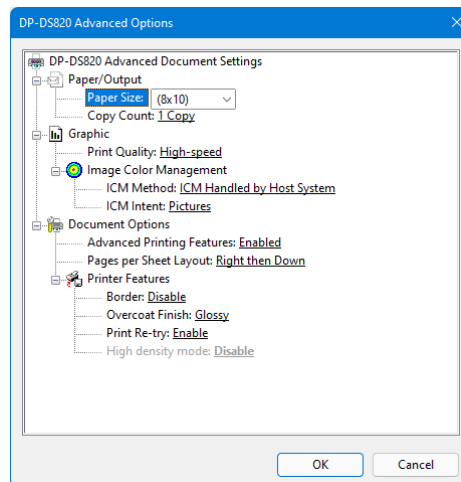 DP-DS820 Advanced Options
DP-DS820 Advanced Document Settings
Paper/Output
Paper Size: (8x10)
Copy Count: 1 Copy
Graphic
Print Quality: High-speed
Image Color Management
ICM Method: ICM Handled by Host System
ICM Intent: Pictures
Document Options
Advanced Printing Features: Enabled
Pages per Sheet Layout: Right then Down
Printer Features
Border: Disable
Overcoat Finish: Glossy
Print Re-try: Enable
High density mode: Disable
OK Cancel